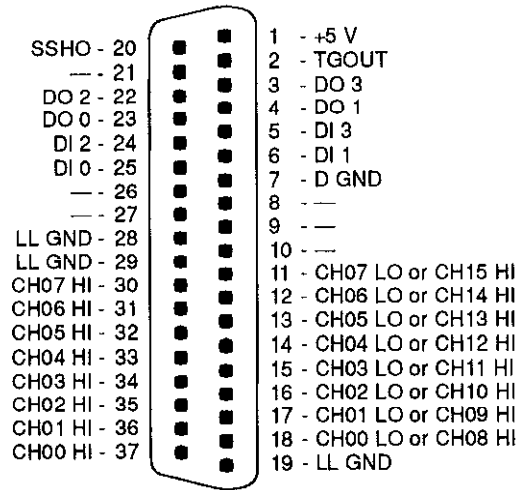 SSHO - 20
— - 21
DO 2 - 22
DO 0 - 23
DI 2 - 24
DI 0 - 25
— - 26
— - 27
LL GND - 28
LL GND - 29
CH07 HI - 30
CH06 HI - 31
CH05 HI - 32
CH04 HI - 33
CH03 HI - 34
CH02 HI - 35
CH01 HI - 36
CH00 HI - 37
1 - +5 V
2 - TGOUT
3 - DO 3
4 - DO 1
5 - DI 3
6 - DI 1
7 - D GND
8 - —
9 - —
10 - —
11 - CH07 LO or CH15 HI
12 - CH06 LO or CH14 HI
13 - CH05 LO or CH13 HI
14 - CH04 LO or CH12 HI
15 - CH03 LO or CH11 HI
16 - CH02 LO or CH10 HI
17 - CH01 LO or CH09 HI
18 - CH00 LO or CH08 HI
19 - LL GND